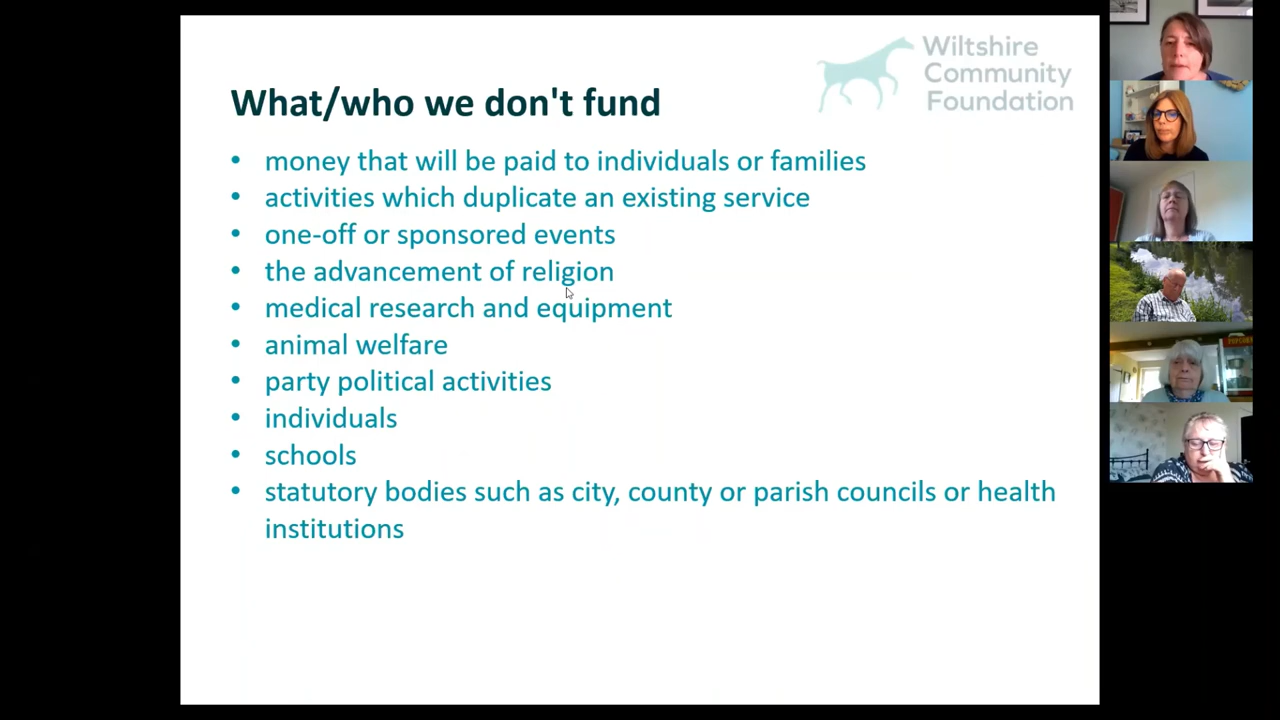 Wiltshire
Community
Foundation
What/who we don't fund
• money that will be paid to individuals or families
• activities which duplicate an existing service
• one-off or sponsored events
• the advancement of religion
• medical research and equipment
• animal welfare
• party political activities
• individuals
• schools
• statutory bodies such as city, county or parish councils or health
institutions